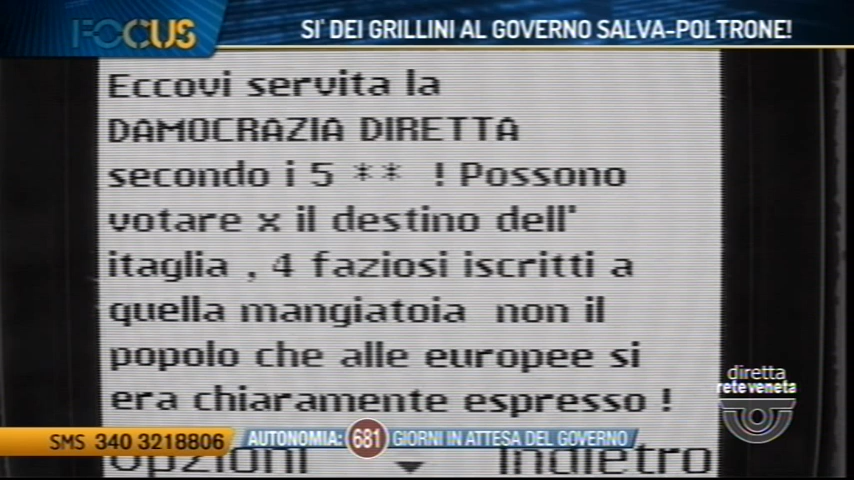 FOCUS
SI' DEI GRILLINI AL GOVERNO SALVA-POLTRONE!
Eccovi servita la
DAMOCRAZIA DIRETTA
secondo i 5 ** ! Possono
votare x il destino dell'
itaglia , 4 faziosi iscritti a
quella mangiatoia non il
popolo che alle europee si
era chiaramente espresso !
diretta
reteveneta
SMS 340 3218806
AUTONOMIA: 681 GIORNI IN ATTESA DEL GOVERNO
Opzioni Indietro